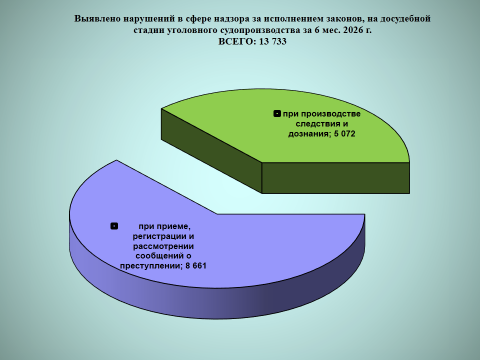 Выявлено нарушений в сфере надзора за исполнением законов, на досудебной
стадии уголовного судопроизводства за 6 мес. 2026 г.
ВСЕГО: 13 733
при производстве
следствия и
дознания; 5 072
при приеме,
регистрации и
рассмотрении
сообщений о
преступлении; 8 661